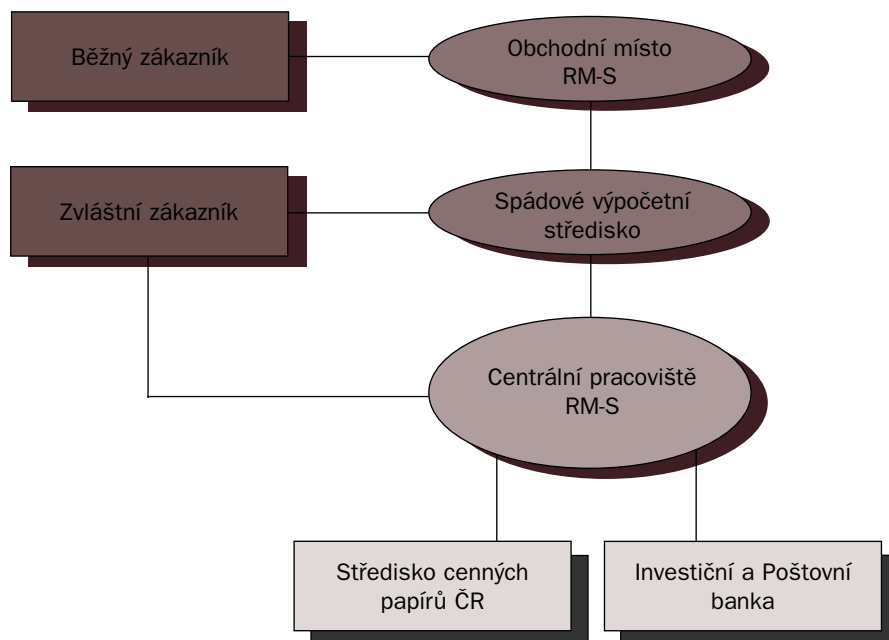 Běžný zákazník
Obchodní místo
RM-S
Zvláštní zákazník
Spádové výpočetní
středisko
Centrální pracoviště
RM-S
Středisko cenných
papírů ČR
Investiční a Poštovní
banka